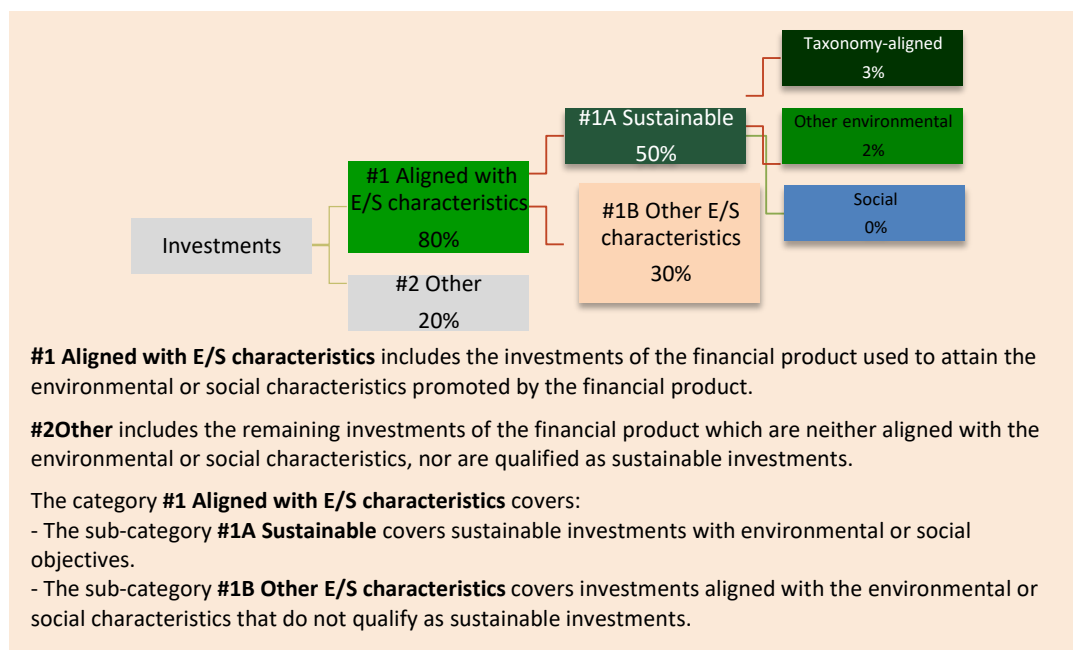 Taxonomy-aligned
3%
#1A Sustainable
50%
Other environmental
2%
#1 Aligned with
E/S characteristics
80%
Social
0%
#1B Other E/S
characteristics
30%
Investments
#2 Other
20%
#1 Aligned with E/S characteristics includes the investments of the financial product used to attain the
environmental or social characteristics promoted by the financial product.
#2Other includes the remaining investments of the financial product which are neither aligned with the
environmental or social characteristics, nor are qualified as sustainable investments.
The category #1 Aligned with E/S characteristics covers:
- The sub-category #1A Sustainable covers sustainable investments with environmental or social
objectives.
- The sub-category #1B Other E/S characteristics covers investments aligned with the environmental or
social characteristics that do not qualify as sustainable investments.